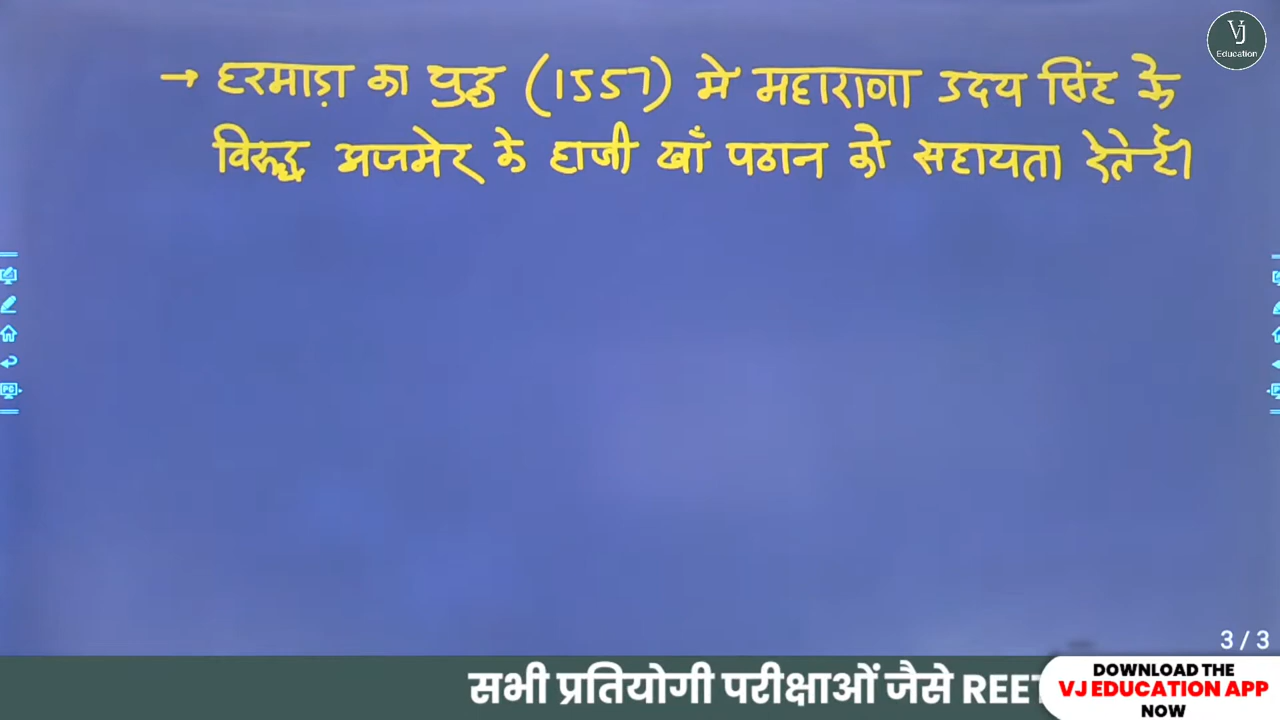 → हरमाड़ा का युद्ध (1557) में महाराणा उदय सिंह के
विरुद्ध अजमेर के हाजी खाँ पठान को सहायता देते है।
VJ
Education
PC
3 / 3
सभी प्रतियोगी परीक्षाओं जैसे REET
DOWNLOAD THE
VJ EDUCATION APP
NOW